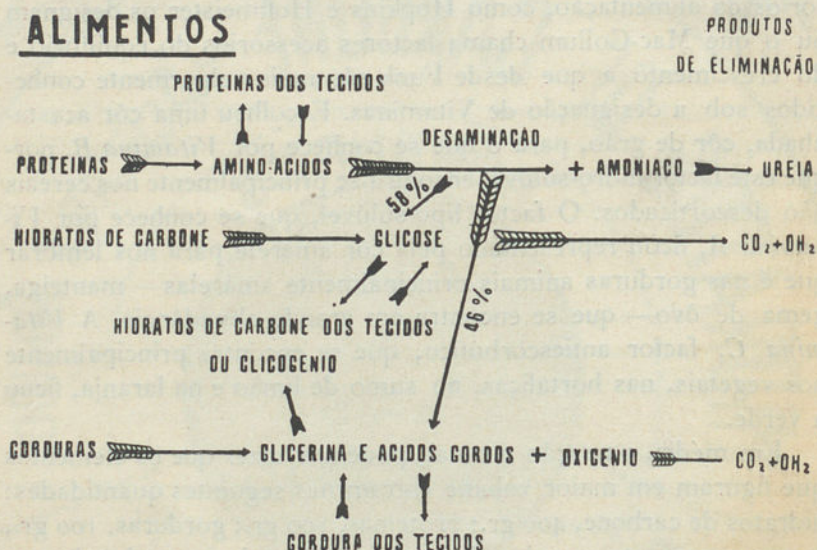 ALIMENTOS
PRODUTOS
DE ELIMINAÇÃO
PROTEINAS DOS TECIDOS
DESAMINAÇÃO
PROTEINAS AMINO-ACIDOS + AMONIACO UREIA
58%
HIDRATOS DE CARBONE GLICOSE CO₂+OH₂
46%
HIDRATOS DE CARBONE DOS TECIDOS
OU GLICOGENIO
GORDURAS GLICERINA E ACIDOS GORDOS + OXIGENIO CO₂+OH₂
GORDURA DOS TECIDOS